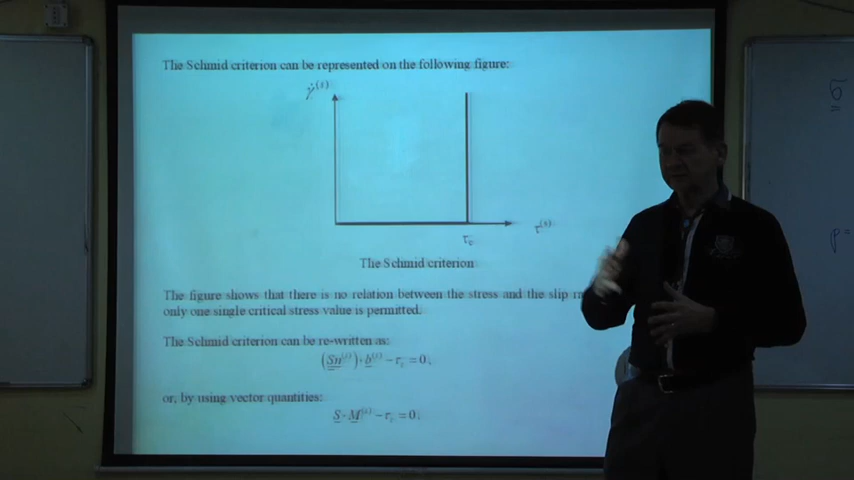 The Schmid criterion can be represented on the following figure:
γ̇⁽ˢ⁾
τ⁽ˢ⁾
τ_c
The Schmid criterion
The figure shows that there is no relation between the stress and the slip
only one single critical stress value is permitted.
The Schmid criterion can be re-written as:
(S̲n̲⁽ˢ⁾)·b̲⁽ˢ⁾ − τ_c = 0.
or, by using vector quantities:
S̲·M̲⁽ˢ⁾ − τ_c = 0.
σ